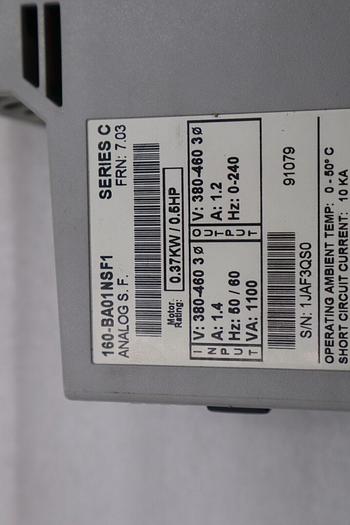 160-BA01NSF1 SERIES C
ANALOG S. F. FRN: 7.03
Motor
Rating: 0.37KW / 0.5HP
INPUT
V: 380-460 3 Ø
A: 1.4
Hz: 50 / 60
VA: 1100
OUTPUT
V: 380-460 3 Ø
A: 1.2
Hz: 0-240
S/N: 1JAF3QS0 91079
OPERATING AMBIENT TEMP: 0 - 50° C
SHORT CIRCUIT CURRENT: 10 KA